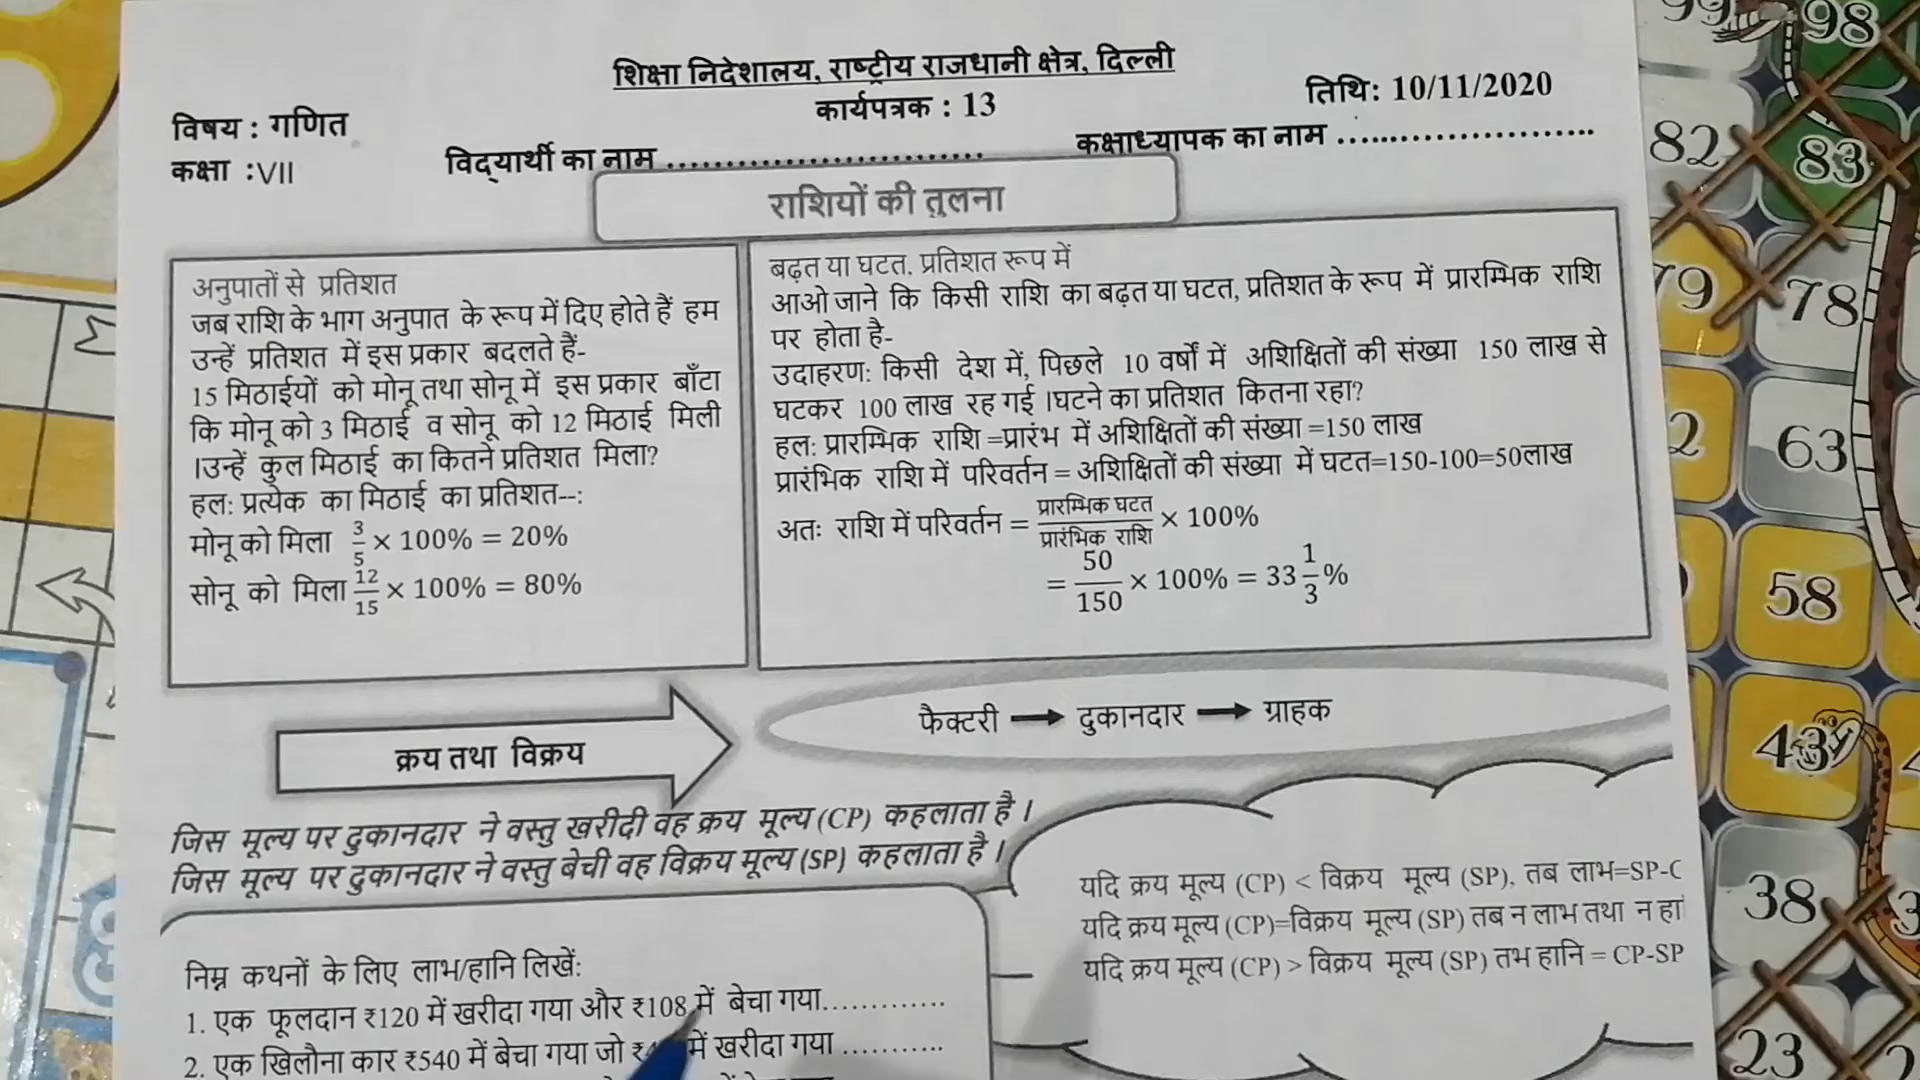 शिक्षा निदेशालय, राष्ट्रीय राजधानी क्षेत्र, दिल्ली
कार्यपत्रक : 13
तिथि: 10/11/2020
विषय : गणित
कक्षा :VII
विद्यार्थी का नाम ..............................
कक्षाध्यापक का नाम ..........................
राशियों की तुलना
अनुपातों से प्रतिशत
जब राशि के भाग अनुपात के रूप में दिए होते हैं हम
उन्हें प्रतिशत में इस प्रकार बदलते हैं-
15 मिठाईयों को मोनू तथा सोनू में इस प्रकार बाँटा
कि मोनू को 3 मिठाई व सोनू को 12 मिठाई मिली
।उन्हें कुल मिठाई का कितने प्रतिशत मिला?
हल: प्रत्येक का मिठाई का प्रतिशत--:
मोनू को मिला 3/5 × 100% = 20%
सोनू को मिला 12/15 × 100% = 80%
बढ़त या घटत, प्रतिशत रूप में
आओ जाने कि किसी राशि का बढ़त या घटत, प्रतिशत के रूप में प्रारम्भिक राशि
पर होता है-
उदाहरण: किसी देश में, पिछले 10 वर्षों में अशिक्षितों की संख्या 150 लाख से
घटकर 100 लाख रह गई ।घटने का प्रतिशत कितना रहा?
हल: प्रारम्भिक राशि =प्रारंभ में अशिक्षितों की संख्या =150 लाख
प्रारंभिक राशि में परिवर्तन = अशिक्षितों की संख्या में घटत=150-100=50लाख
अतः राशि में परिवर्तन = प्रारम्भिक घटत/प्रारंभिक राशि × 100%
= 50/150 × 100% = 33 1/3 %
क्रय तथा विक्रय
फैक्टरी → दुकानदार → ग्राहक
जिस मूल्य पर दुकानदार ने वस्तु खरीदी वह क्रय मूल्य (CP) कहलाता है ।
जिस मूल्य पर दुकानदार ने वस्तु बेची वह विक्रय मूल्य (SP) कहलाता है ।
यदि क्रय मूल्य (CP) < विक्रय मूल्य (SP), तब लाभ=SP-C
यदि क्रय मूल्य (CP)=विक्रय मूल्य (SP) तब न लाभ तथा न हा
यदि क्रय मूल्य (CP) > विक्रय मूल्य (SP) तभ हानि = CP-SP
निम्न कथनों के लिए लाभ/हानि लिखें:
1. एक फूलदान ₹120 में खरीदा गया और ₹108 में बेचा गया..............
2. एक खिलौना कार ₹540 में बेचा गया जो में खरीदा गया ...........
98
82
83
79
78
2
63
58
43
38
23